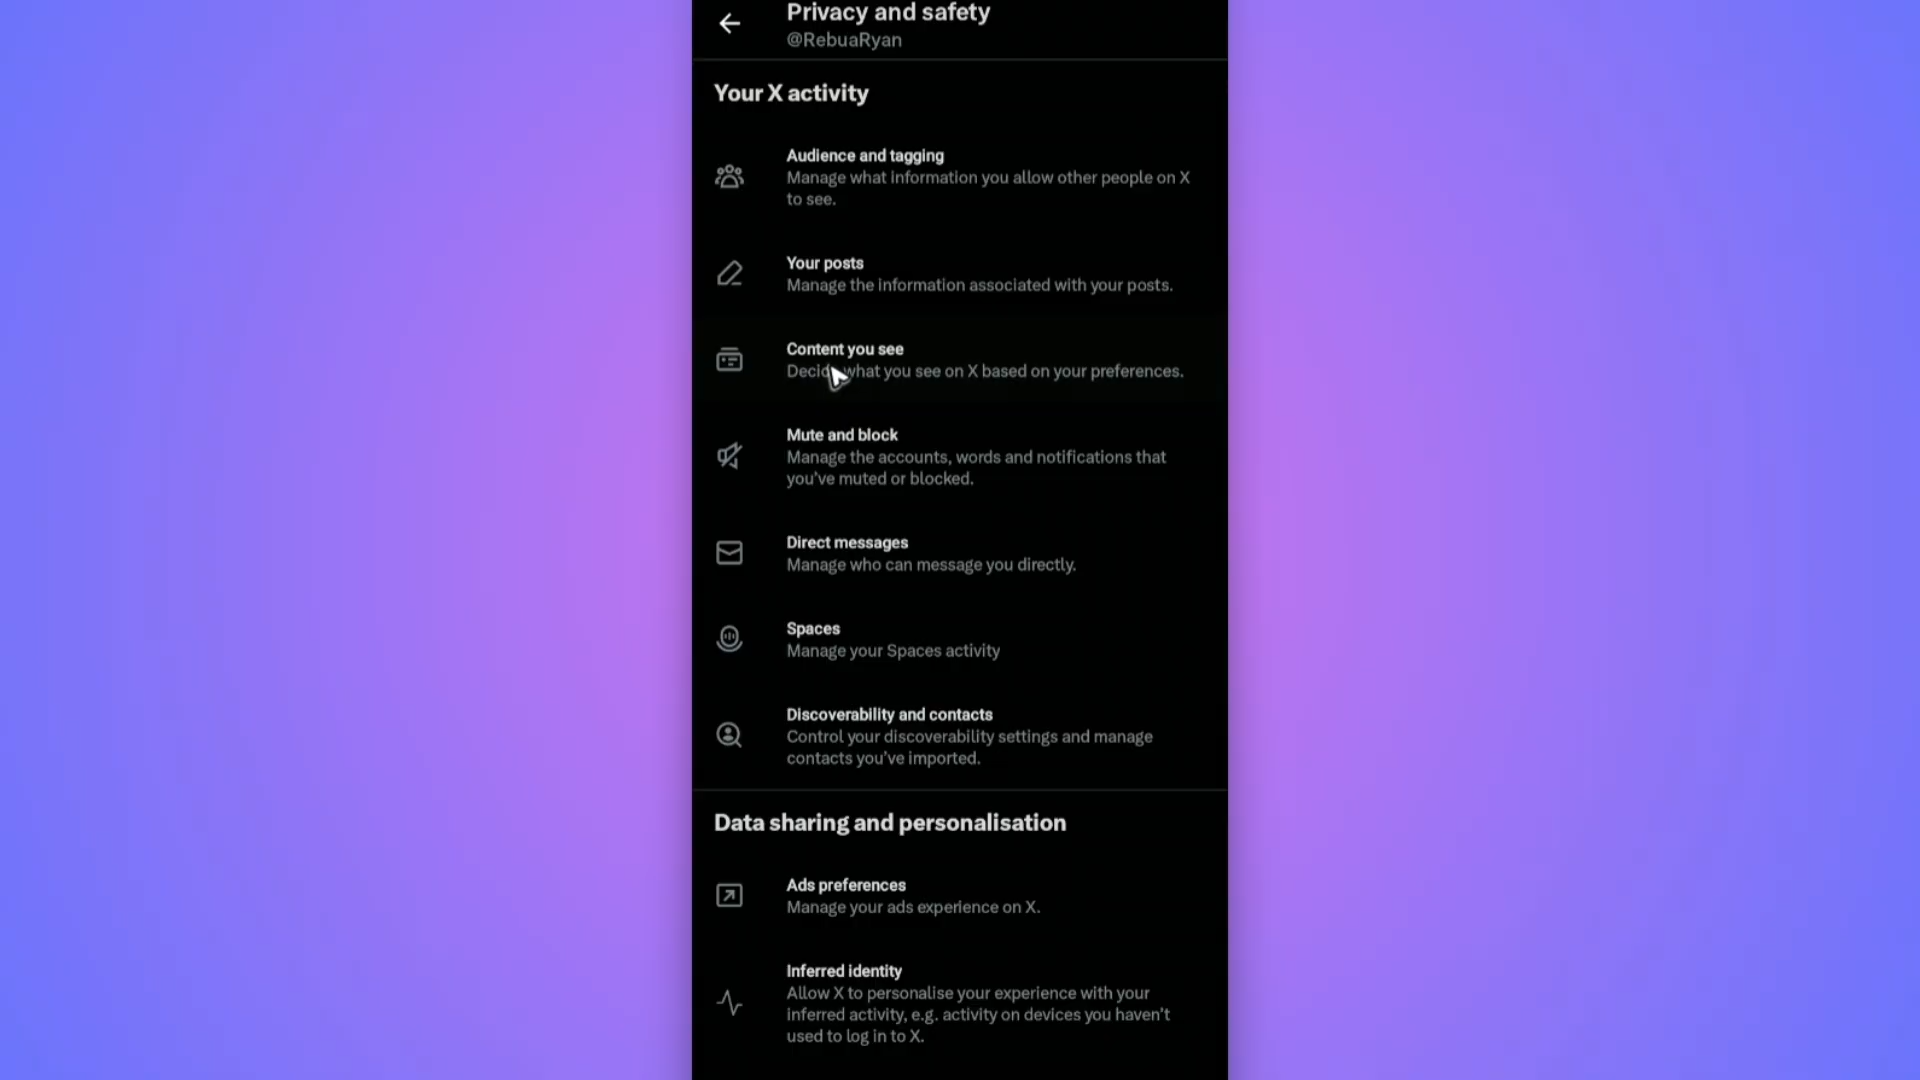 Privacy and safety
@RebuaRyan
Your X activity
Audience and tagging
Manage what information you allow other people on X
to see.
Your posts
Manage the information associated with your posts.
Content you see
Decide what you see on X based on your preferences.
Mute and block
Manage the accounts, words and notifications that
you've muted or blocked.
Direct messages
Manage who can message you directly.
Spaces
Manage your Spaces activity
Discoverability and contacts
Control your discoverability settings and manage
contacts you've imported.
Data sharing and personalisation
Ads preferences
Manage your ads experience on X.
Inferred identity
Allow X to personalise your experience with your
inferred activity, e.g. activity on devices you haven't
used to log in to X.